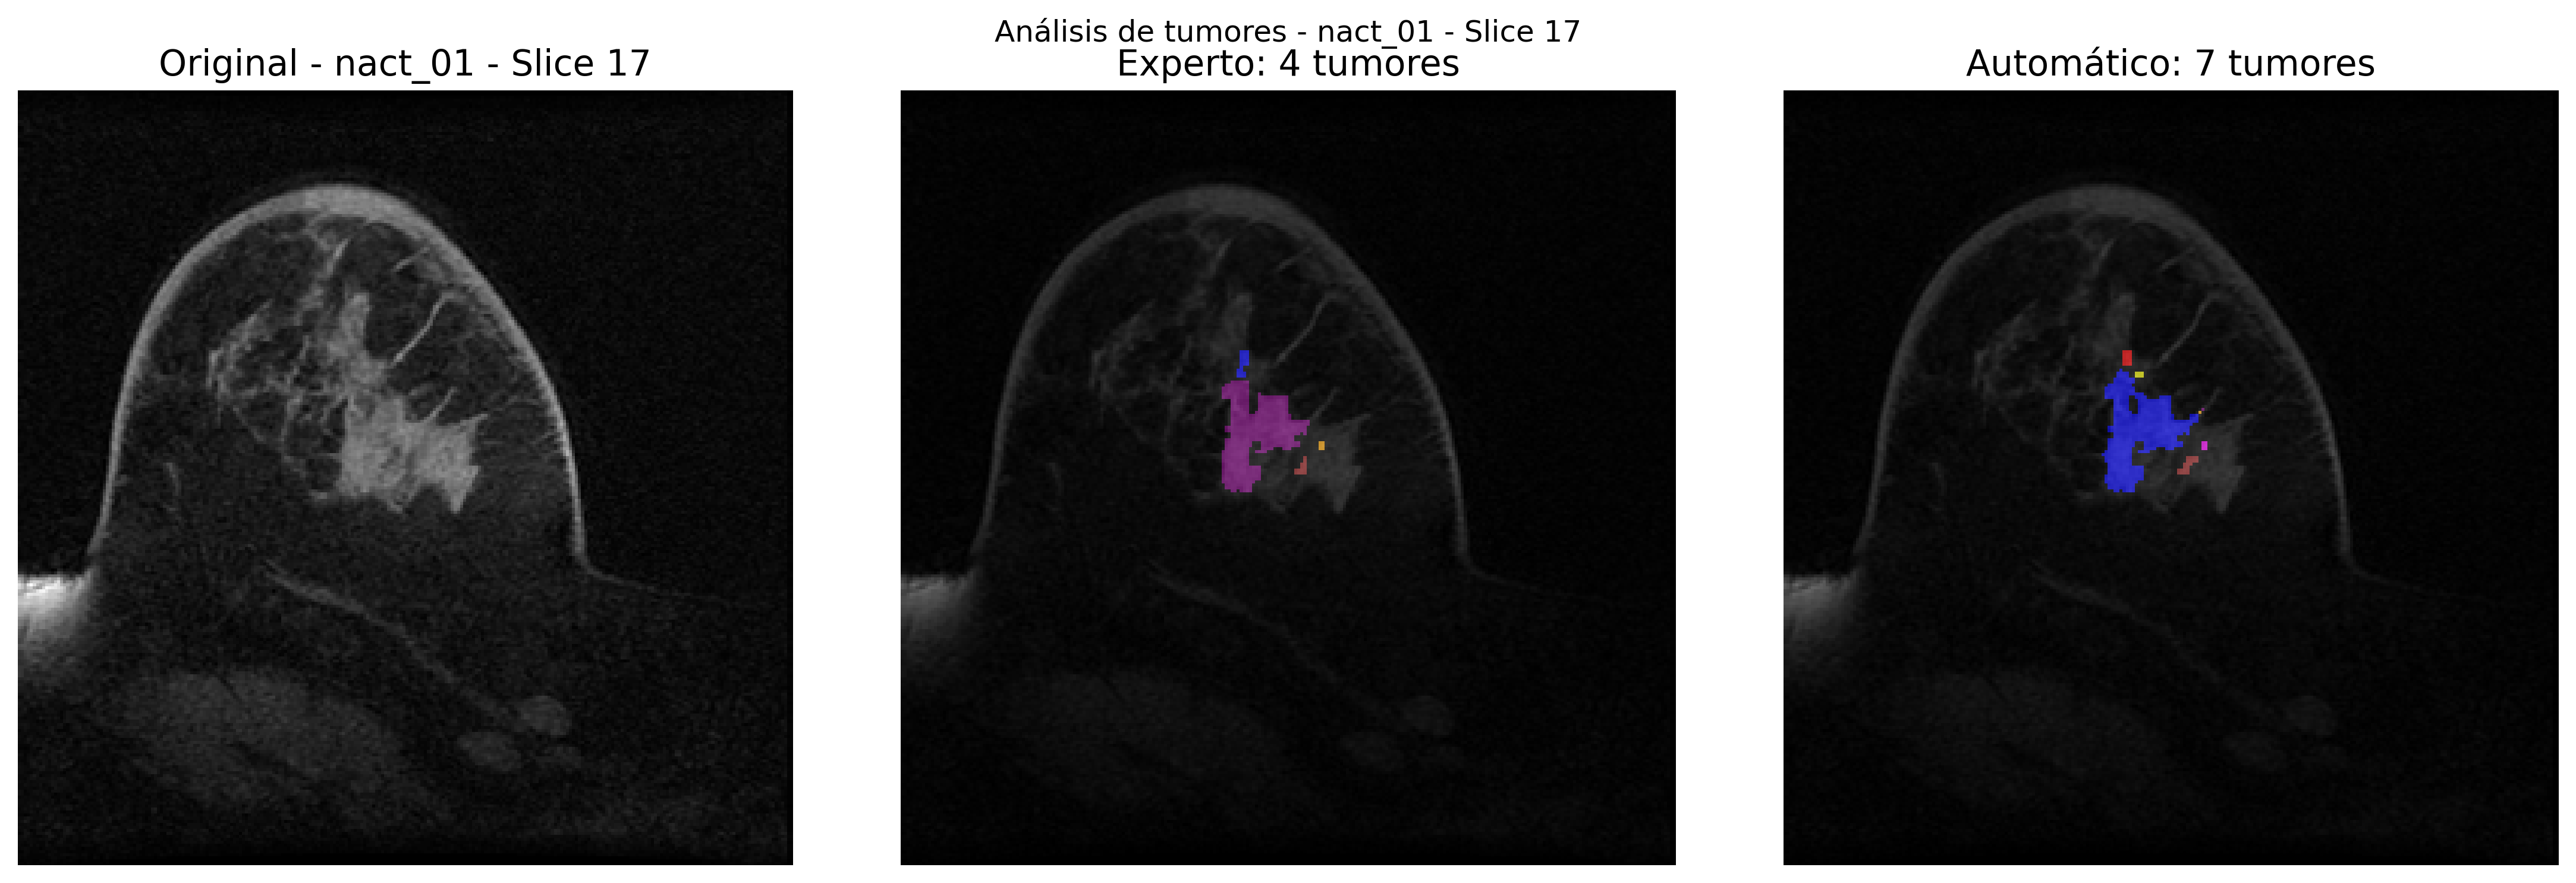 Análisis de tumores - nact_01 - Slice 17
Original - nact_01 - Slice 17
Experto: 4 tumores
Automático: 7 tumores